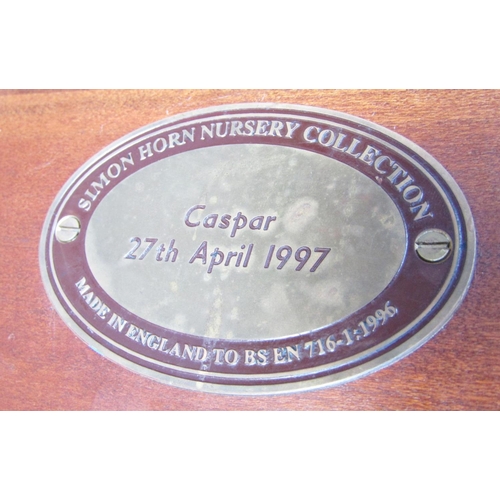 SIMON HORN NURSERY COLLECTION
Caspar
27th April 1997
MADE IN ENGLAND TO BS EN 716-1:1996